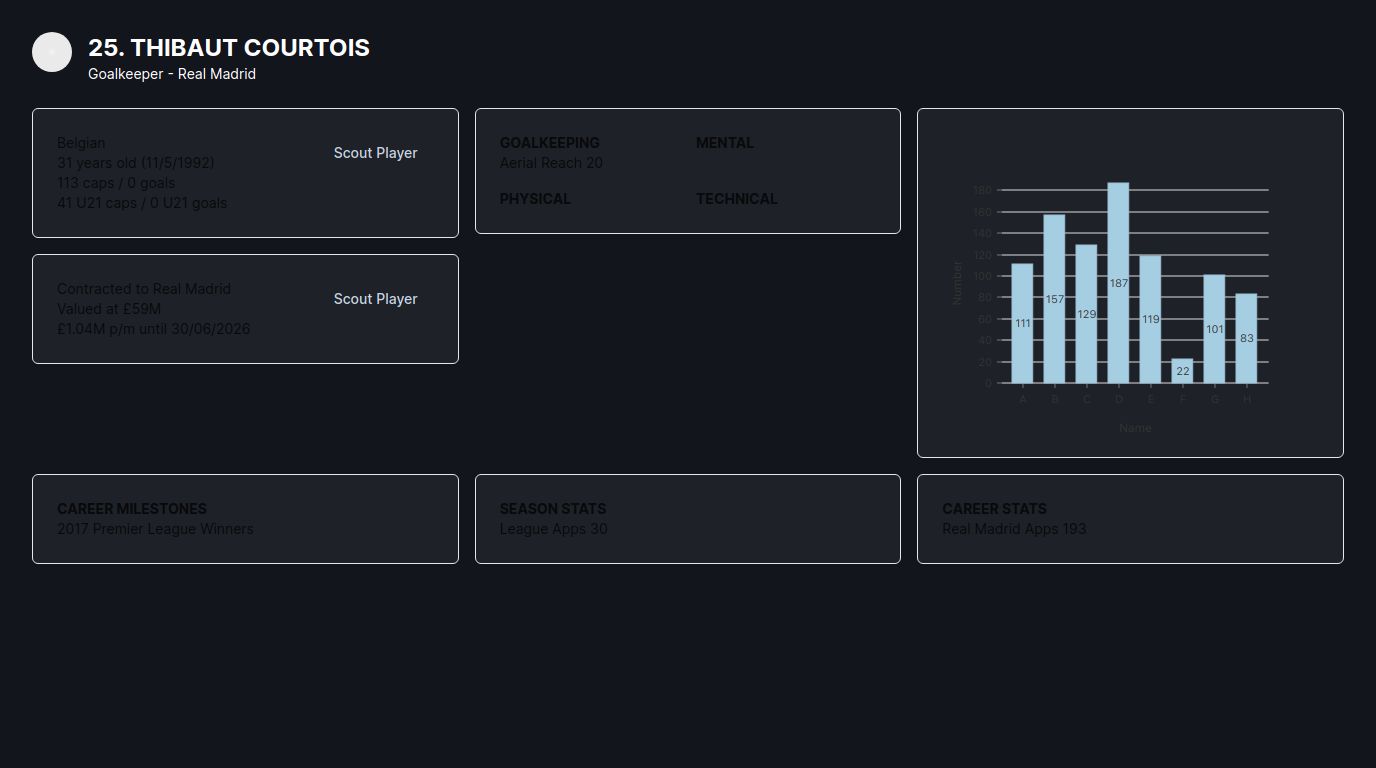 25. THIBAUT COURTOIS
Goalkeeper - Real Madrid
Belgian
31 years old (11/5/1992)
113 caps / 0 goals
41 U21 caps / 0 U21 goals
Scout Player
Contracted to Real Madrid
Valued at £59M
£1.04M p/m until 30/06/2026
Scout Player
GOALKEEPING
Aerial Reach 20
MENTAL
PHYSICAL
TECHNICAL
Number
180
160
140
120
100
80
60
40
20
0
111
157
129
187
119
22
101
83
A B C D E F G H
Name
CAREER MILESTONES
2017 Premier League Winners
SEASON STATS
League Apps 30
CAREER STATS
Real Madrid Apps 193